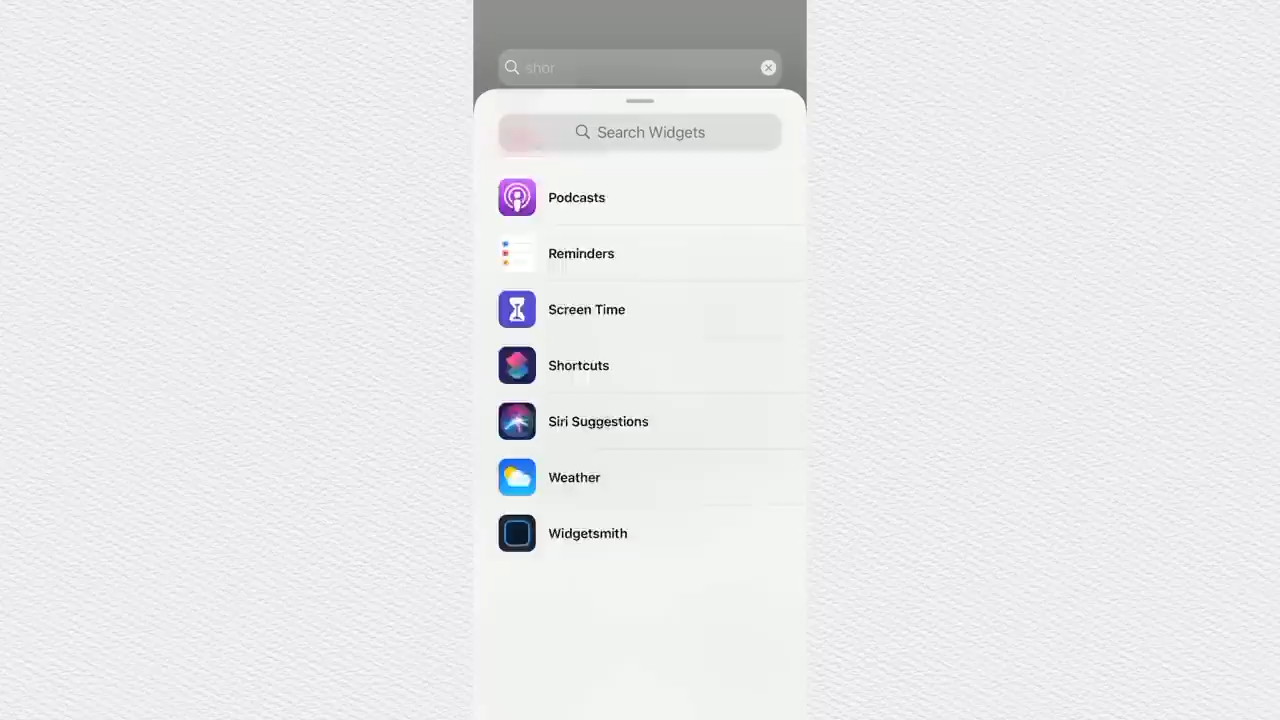 shor
Search Widgets
Podcasts
Reminders
Screen Time
Shortcuts
Siri Suggestions
Weather
Widgetsmith